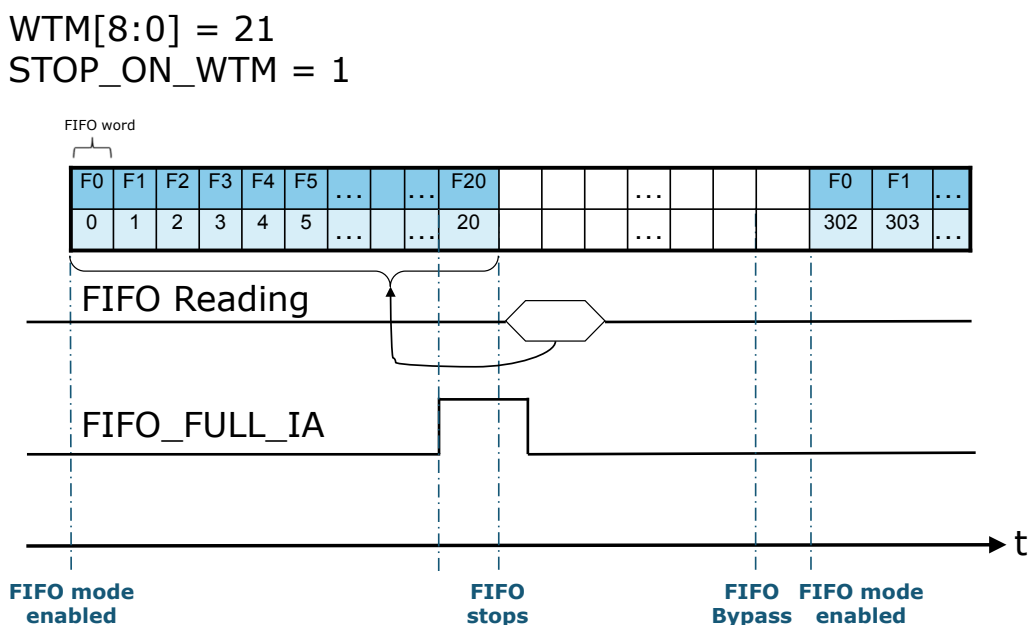 WTM[8:0] = 21
STOP_ON_WTM = 1
FIFO word
F0 F1 F2 F3 F4 F5 ... ... F20 ... F0 F1 ...
0 1 2 3 4 5 ... ... 20 ... 302 303 ...
FIFO Reading
FIFO_FULL_IA
t
FIFO mode FIFO FIFO FIFO mode
enabled stops Bypass enabled